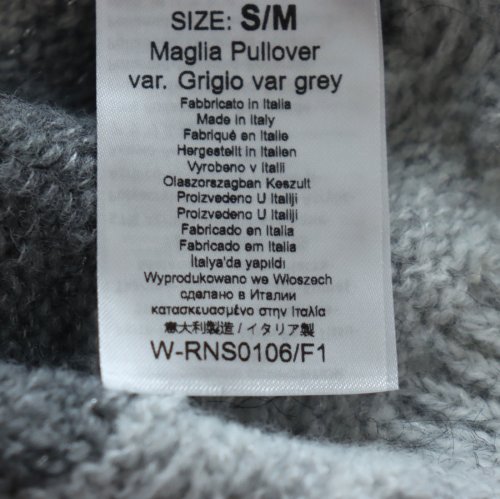 SIZE: S/M
Maglia Pullover
var. Grigio var grey
Fabbricato in Italia
Made in Italy
Fabriqué en Italie
Hergestellt in Italien
Vyrobeno v Italii
Olaszorszagban Keszult
Proizvedeno U Italiji
Proizvedeno U Italiji
Fabricado en Italia
Fabricado em Italia
İtalya'da yapıldı
Wyprodukowano we Włoszech
сделано в Италии
κατασκευασμένο στην Ιταλία
意大利製造 / イタリア製
W-RNS0106/F1